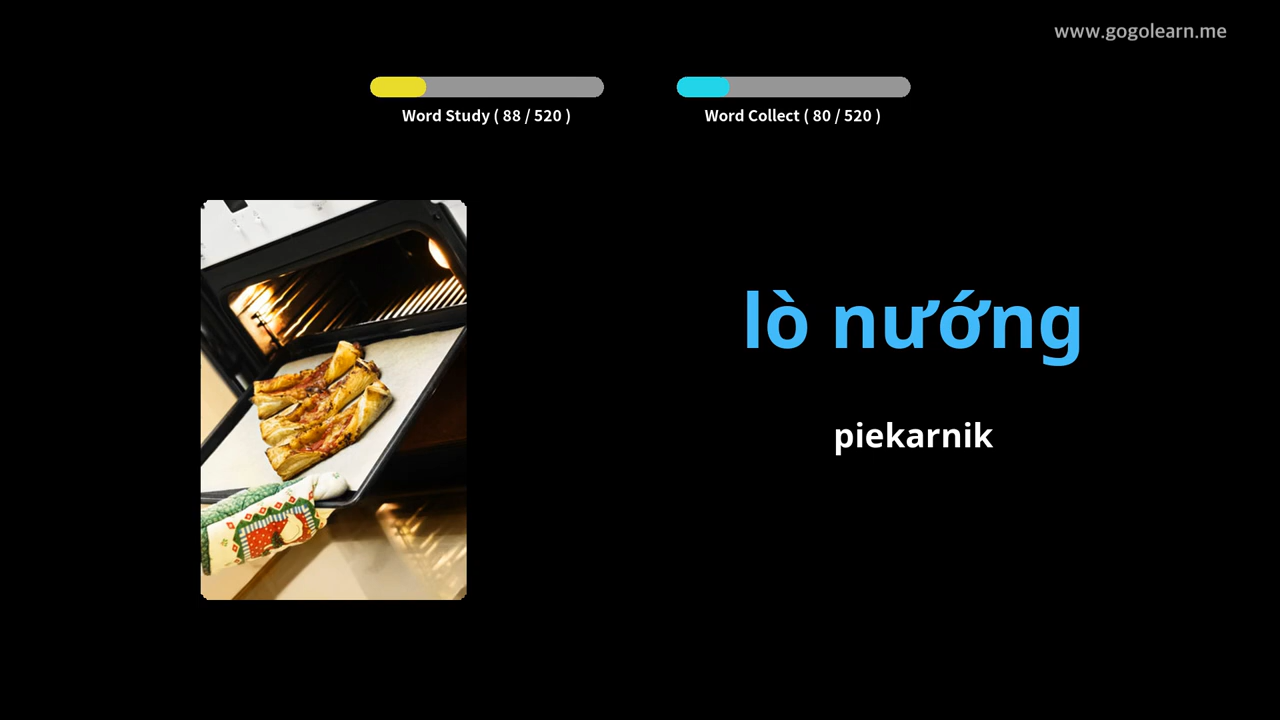 www.gogolearn.me
Word Study ( 88 / 520 )
Word Collect ( 80 / 520 )
lò nướng
piekarnik